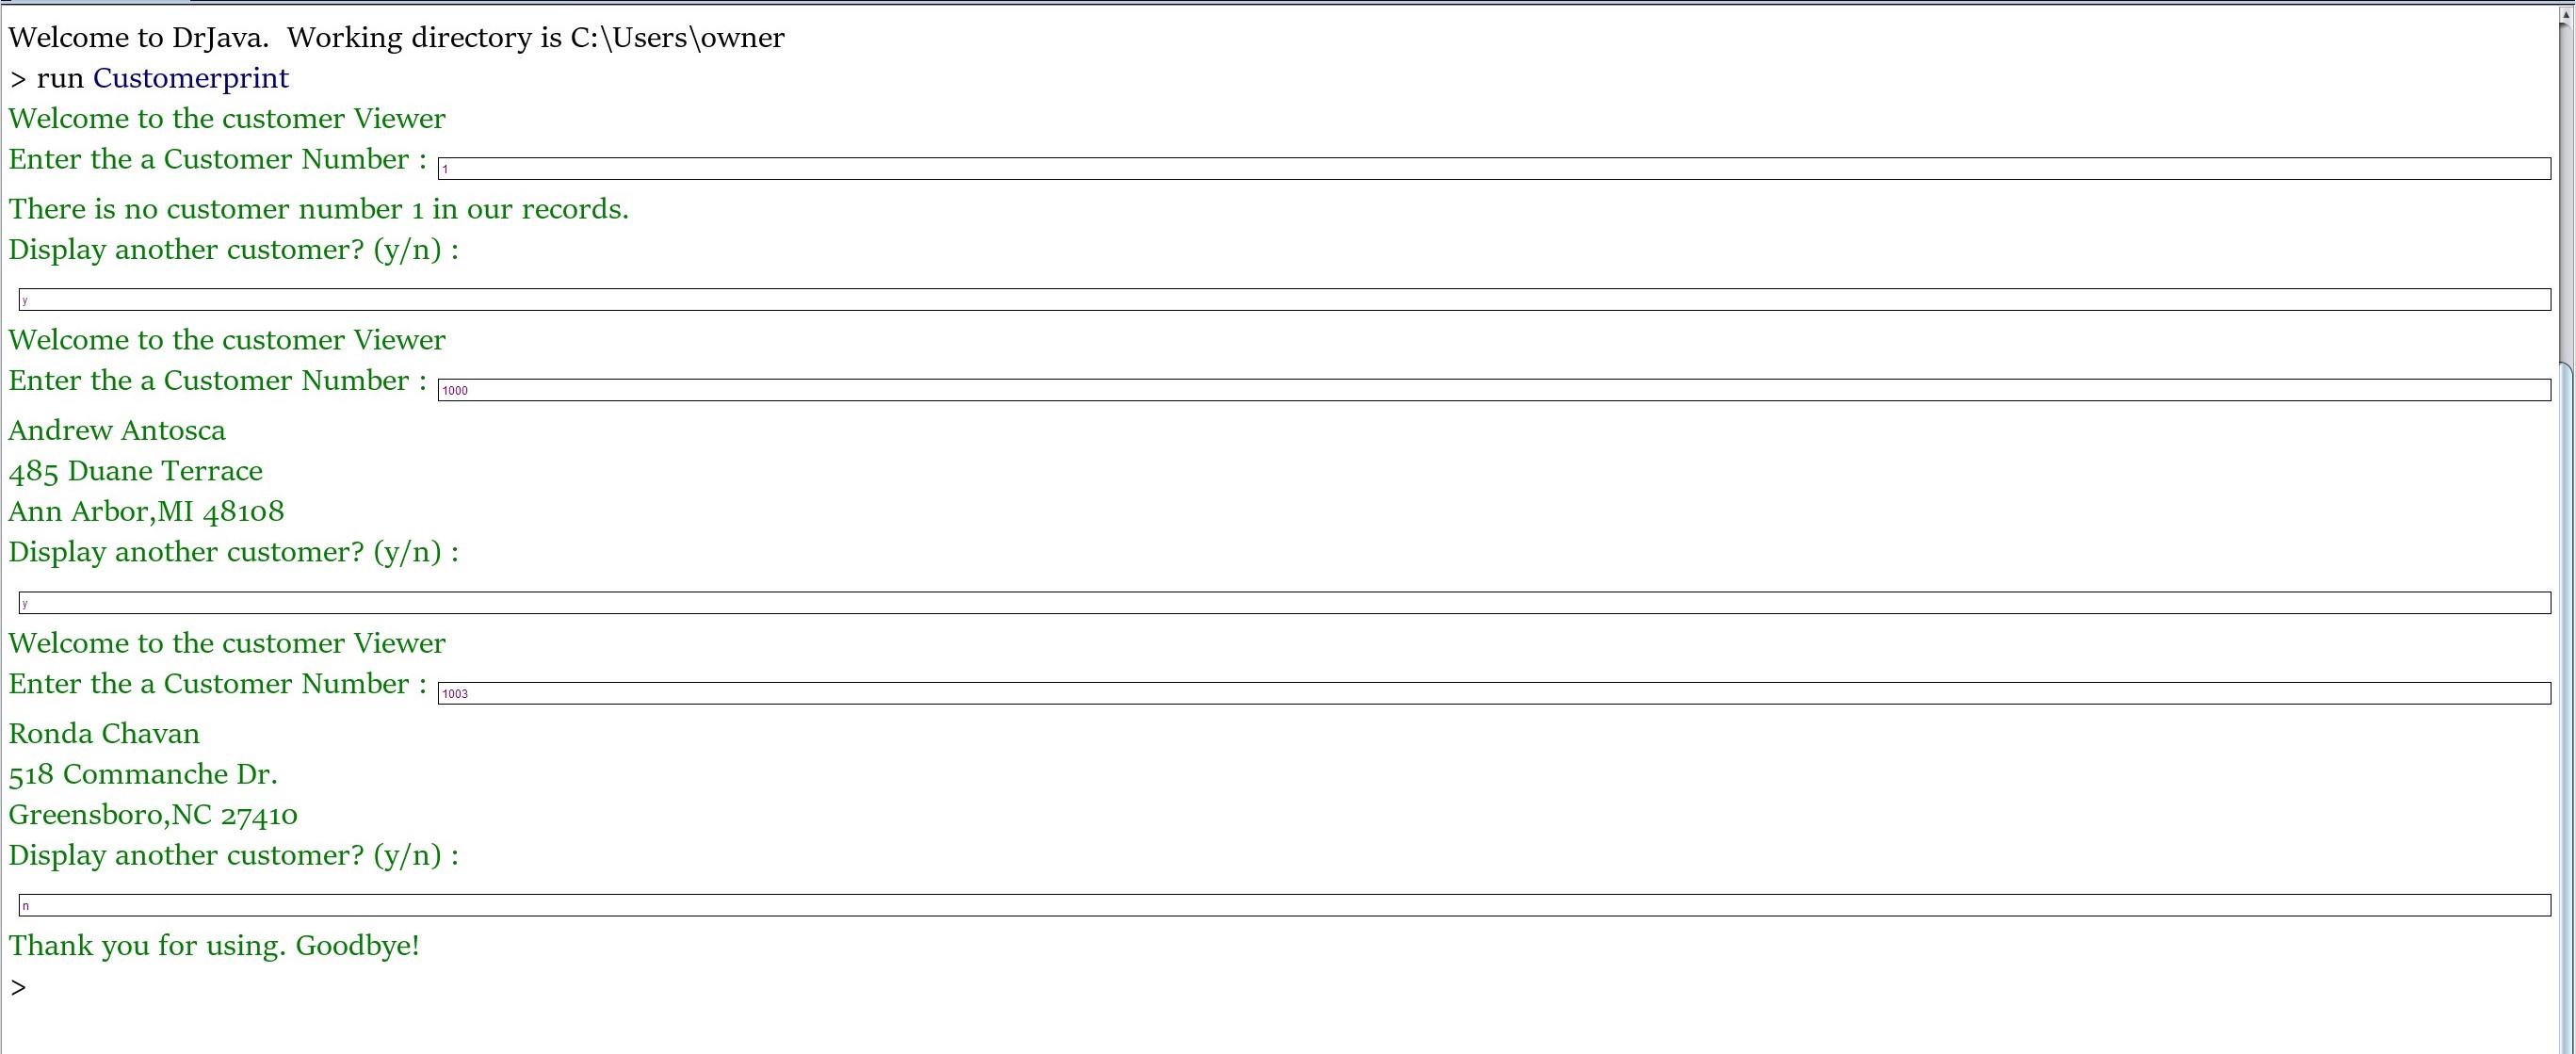 Welcome to DrJava.  Working directory is C:\Users\owner
> run Customerprint
Welcome to the customer Viewer
Enter the a Customer Number : 1
There is no customer number 1 in our records.
Display another customer? (y/n) :
y
Welcome to the customer Viewer
Enter the a Customer Number : 1000
Andrew Antosca
485 Duane Terrace
Ann Arbor,MI 48108
Display another customer? (y/n) :
y
Welcome to the customer Viewer
Enter the a Customer Number : 1003
Ronda Chavan
518 Commanche Dr.
Greensboro,NC 27410
Display another customer? (y/n) :
n
Thank you for using. Goodbye!
>